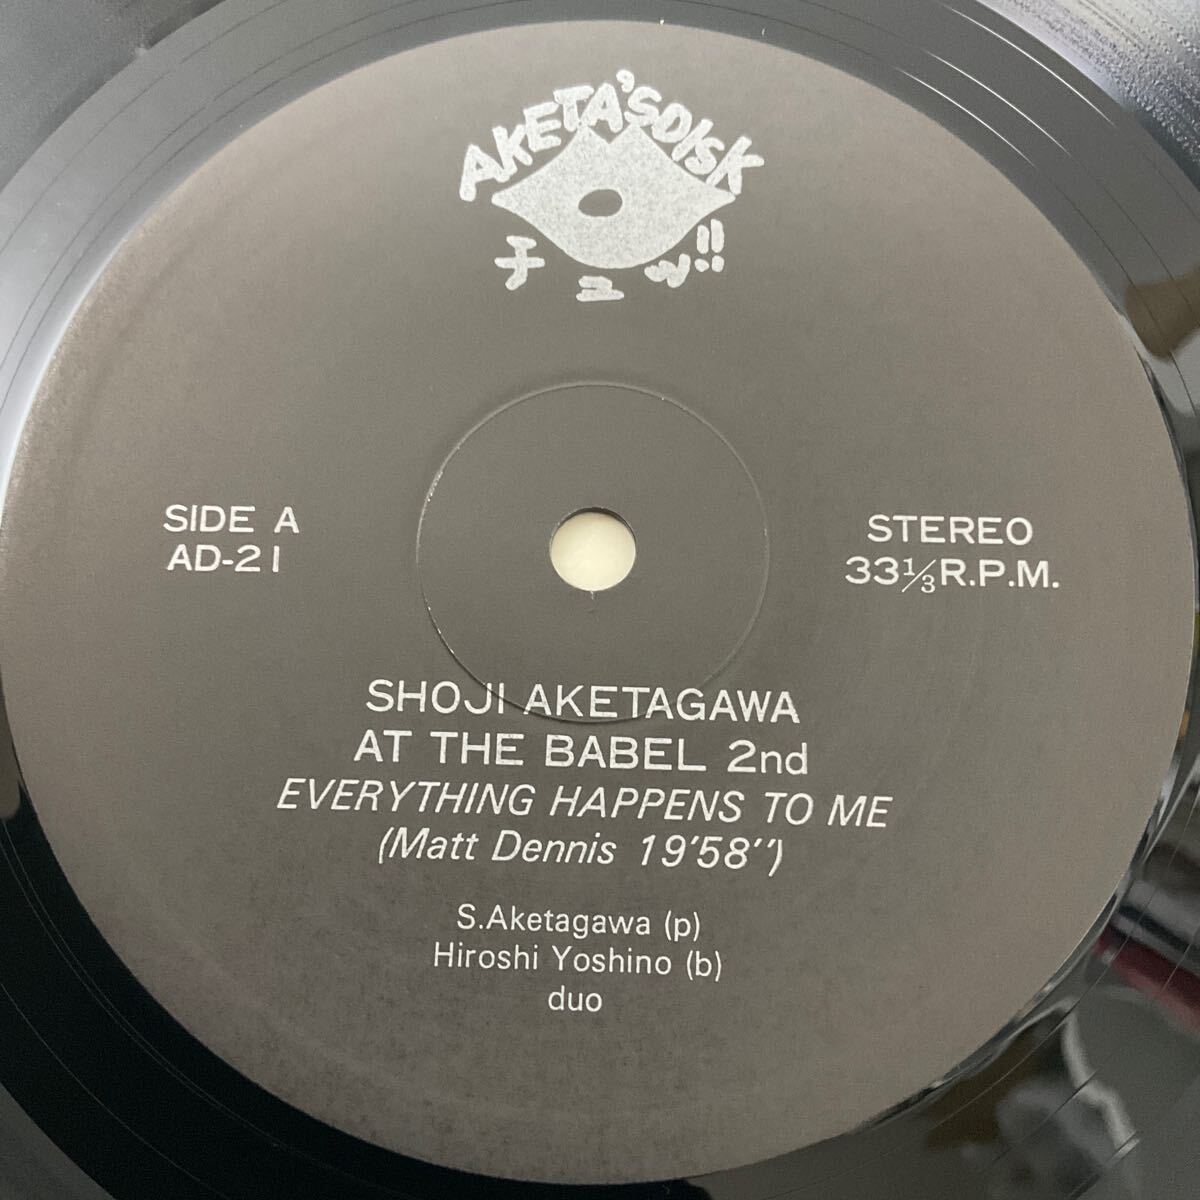 AKETA'S DISK
チュッ!!
SIDE A
AD-21
STEREO
33⅓ R.P.M.
SHOJI AKETAGAWA
AT THE BABEL 2nd
EVERYTHING HAPPENS TO ME
(Matt Dennis 19'58'')
S.Aketagawa (p)
Hiroshi Yoshino (b)
duo